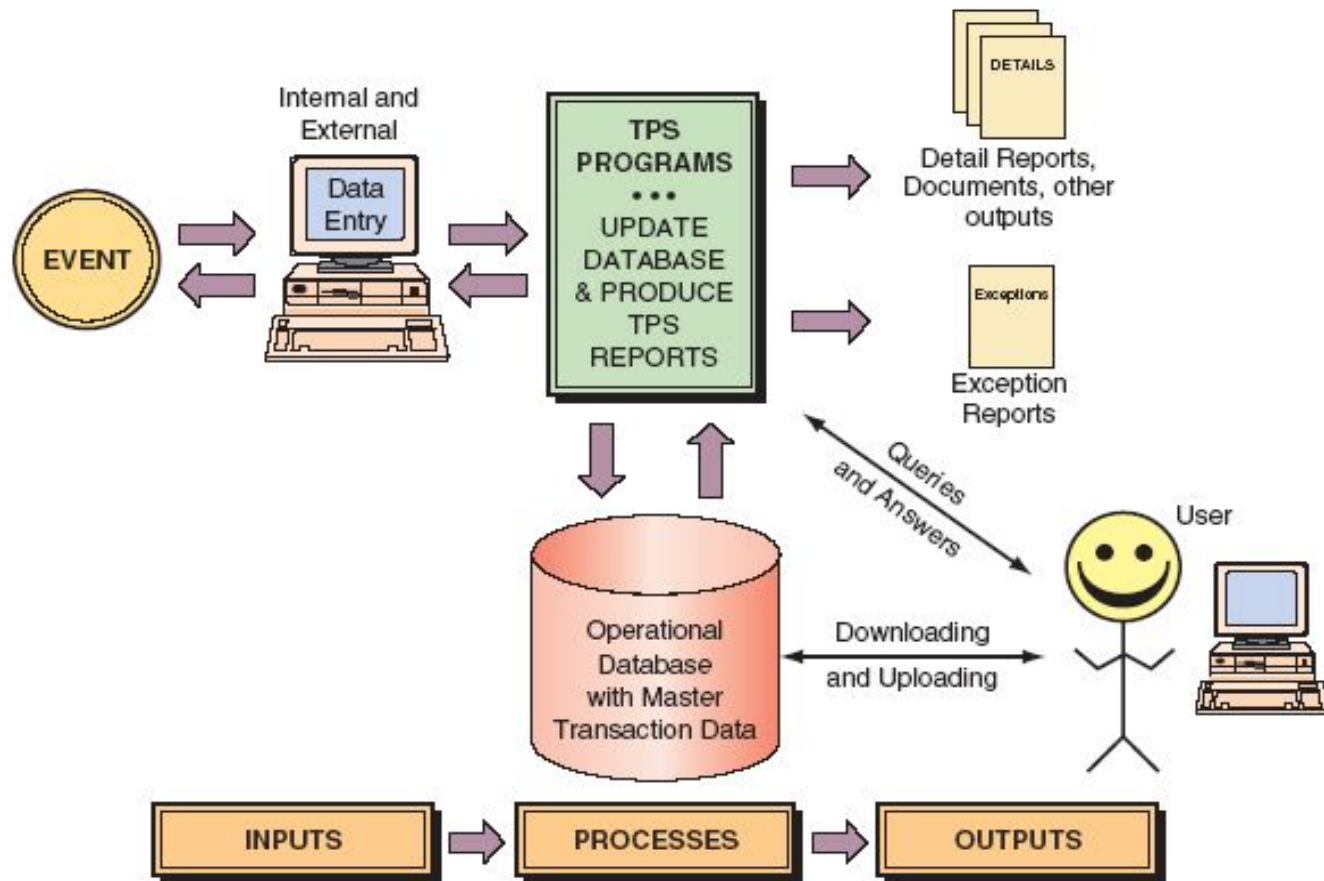 Internal and
External
Data
Entry
EVENT
TPS
PROGRAMS
• • •
UPDATE
DATABASE
& PRODUCE
TPS
REPORTS
DETAILS
Detail Reports,
Documents, other
outputs
Exceptions
Exception
Reports
Queries
and Answers
User
Operational
Database
with Master
Transaction Data
Downloading
and Uploading
INPUTS
PROCESSES
OUTPUTS